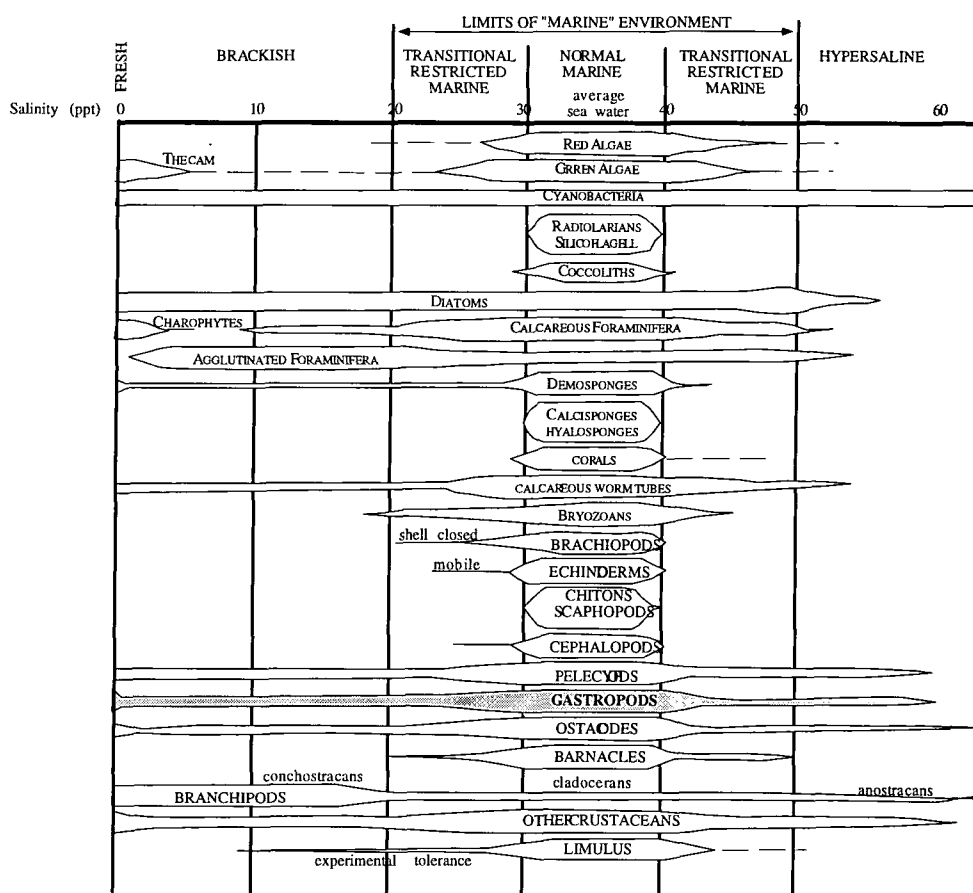 LIMITS OF "MARINE" ENVIRONMENT
FRESH
BRACKISH
TRANSITIONAL
RESTRICTED
MARINE
NORMAL
MARINE
average
sea water
TRANSITIONAL
RESTRICTED
MARINE
HYPERSALINE
Salinity (ppt) 0 10 20 30 40 50 60
RED ALGAE
THECAM
GRREN ALGAE
CYANOBACTERIA
RADIOLARIANS
SILICOFLAGELL
COCCOLITHS
DIATOMS
CHAROPHYTES
CALCAREOUS FORAMINIFERA
AGGLUTINATED FORAMINIFERA
DEMOSPONGES
CALCISPONGES
HYALOSPONGES
CORALS
CALCAREOUS WORM TUBES
BRYOZOANS
shell closed
BRACHIOPODS
mobile
ECHINDERMS
CHITONS
SCAPHOPODS
CEPHALOPODS
PELECYODS
GASTROPODS
OSTACODES
BARNACLES
conchostracans
cladocerans
anostracans
BRANCHIPODS
OTHER CRUSTACEANS
LIMULUS
experimental tolerance